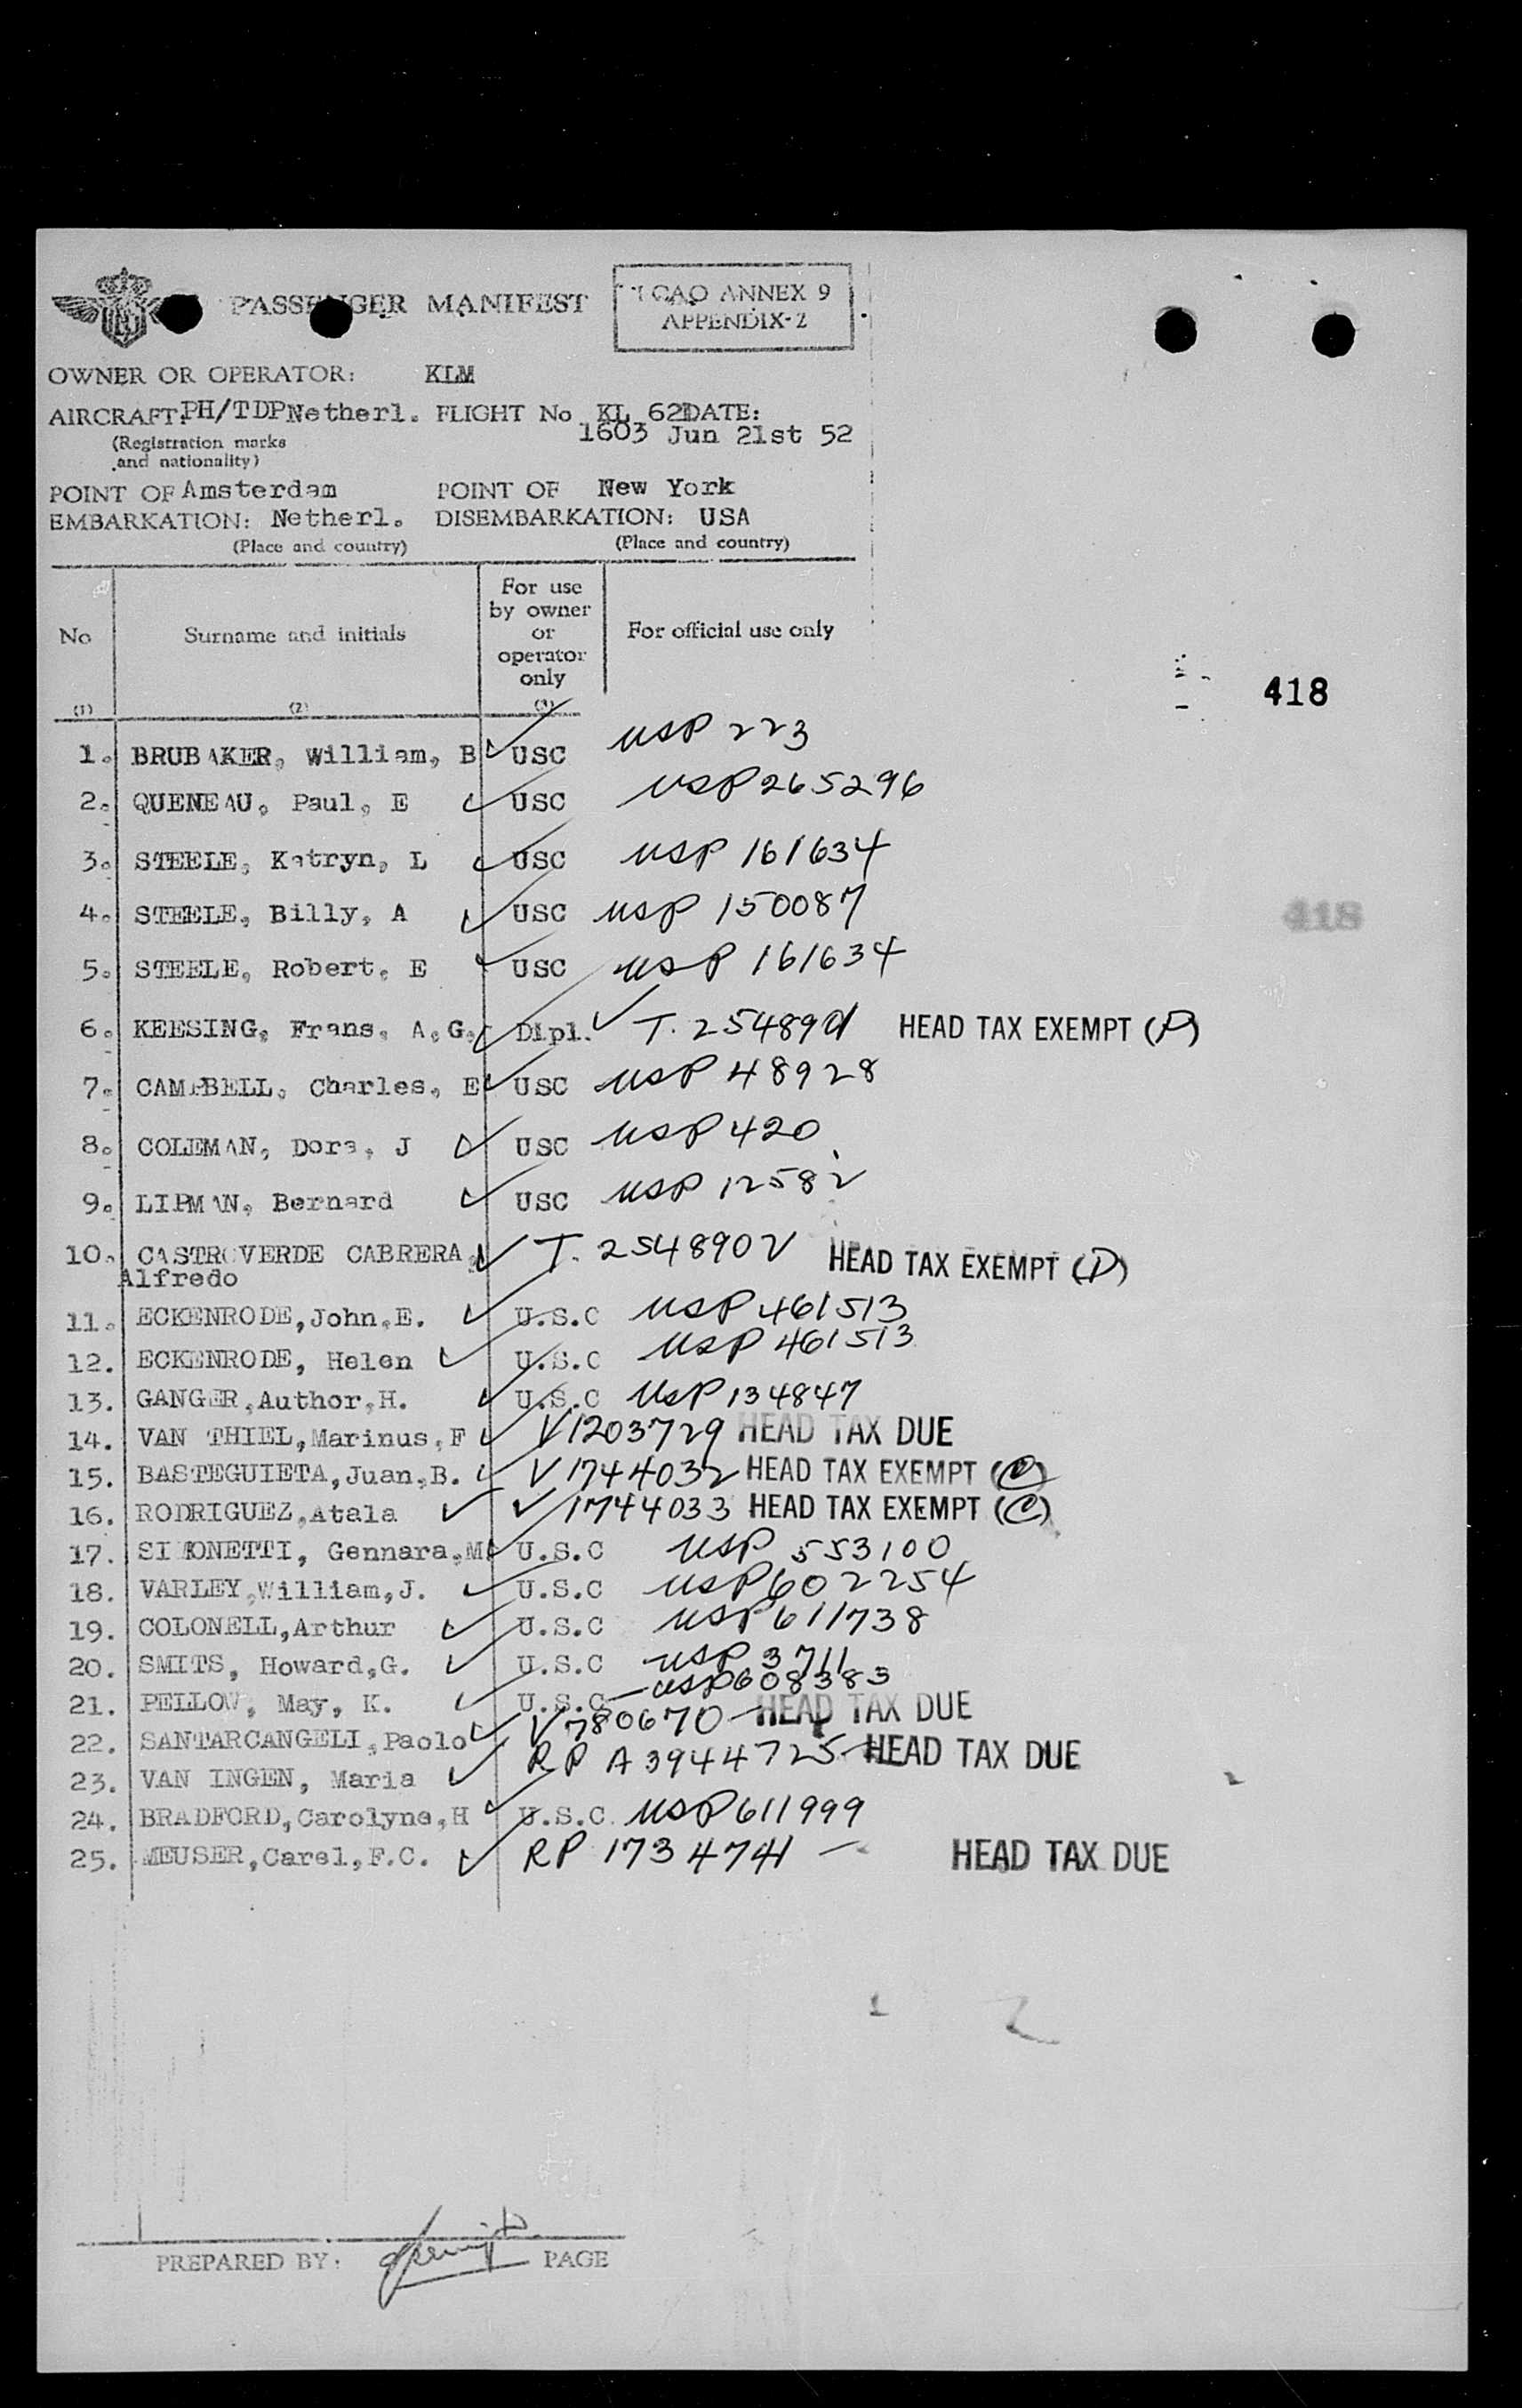 PASSENGER MANIFEST
ICAO ANNEX 9
APPENDIX-2
OWNER OR OPERATOR: KLM
AIRCRAFT: PH/TDP Netherl. FLIGHT No KL 621 DATE:
(Registration marks 1603 Jun 21st 52
and nationality)
POINT OF Amsterdam POINT OF New York
EMBARKATION: Netherl. DISEMBARKATION: USA
(Place and country) (Place and country)
No Surname and initials For use by owner or operator only For official use only
(1) (2) (3)
418
1. BRUBAKER, William, B USC USP 223
2. QUENEAU, Paul, E USC USP 265296
3. STEELE, Katryn, L USC USP 161634
4. STEELE, Billy, A USC USP 150087
418
5. STEELE, Robert, E USC USP 161634
6. KEESING, Frans, A.G. Dipl. T. 254890 HEAD TAX EXEMPT (D)
7. CAMPBELL, Charles, E USC USP 48928
8. COLEMAN, Dora, J USC USP 420
9. LIPMAN, Bernard USC USP 12582
10. CASTROVERDE CABRERA, T. 254890 V HEAD TAX EXEMPT (D)
Alfredo
11. ECKENRODE, John, E. U.S.C USP 461513
12. ECKENRODE, Helen U.S.C USP 461513
13. GANGER, Author, H. U.S.C USP 134847
14. VAN THIEL, Marinus, F V1203729 HEAD TAX DUE
15. BASTEGUIETA, Juan, B. V 1744032 HEAD TAX EXEMPT (C)
16. RODRIGUEZ, Atala V 1744033 HEAD TAX EXEMPT (C)
17. SIMONETTI, Gennara, M. U.S.C USP 553100
18. VARLEY, William, J. U.S.C USP 602254
19. COLONELL, Arthur U.S.C USP 611738
20. SMITS, Howard, G. U.S.C USP 3711
21. PELLOW, May, K. U.S.C USP 608383
22. SANTARCANGELI, Paolo V780670 HEAD TAX DUE
23. VAN INGEN, Maria RP A3944725 HEAD TAX DUE
24. BRADFORD, Carolyne, H U.S.C. USP 611999
25. MEUSER, Carel, F.C. RP 1734741 HEAD TAX DUE
PREPARED BY: PAGE